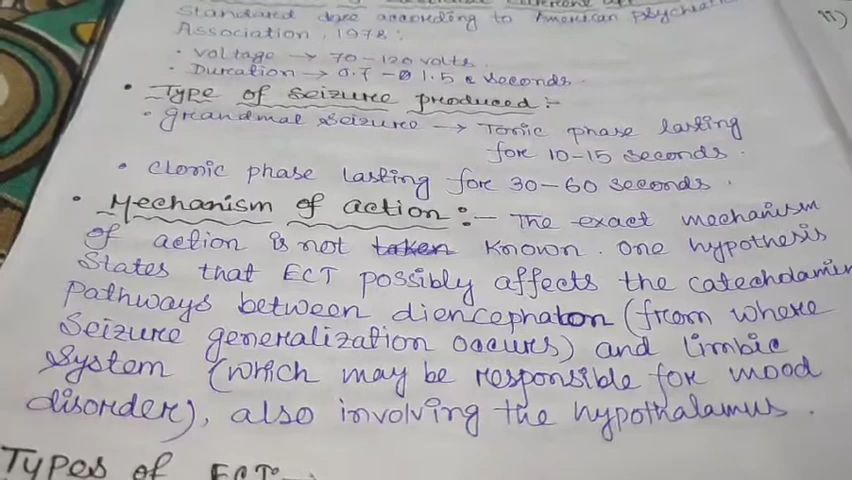 Standard dose according to American psychiat
Association, 1978:
11)
• Voltage → 70-120 volts.
• Duration → 0.7 - 1.5 seconds.
• Type of seizure produced :-
• grandmal seizure → Tonic phase lasting
for 10-15 seconds.
• Clonic phase lasting for 30-60 seconds.
• Mechanism of action :- The exact mechanism
of action is not taken known. One hypothesis
States that ECT possibly affects the catecholamin
Pathways between diencephalon (from where
Seizure generalization occurs) and limbic
System (which may be responsible for mood
disorder), also involving the hypothalamus.
Types of ECT :-